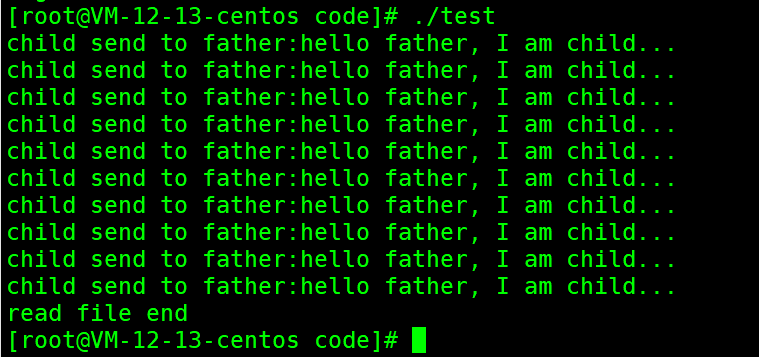 [root@VM-12-13-centos code]# ./test
child send to father:hello father, I am child...
child send to father:hello father, I am child...
child send to father:hello father, I am child...
child send to father:hello father, I am child...
child send to father:hello father, I am child...
child send to father:hello father, I am child...
child send to father:hello father, I am child...
child send to father:hello father, I am child...
child send to father:hello father, I am child...
child send to father:hello father, I am child...
read file end
[root@VM-12-13-centos code]#